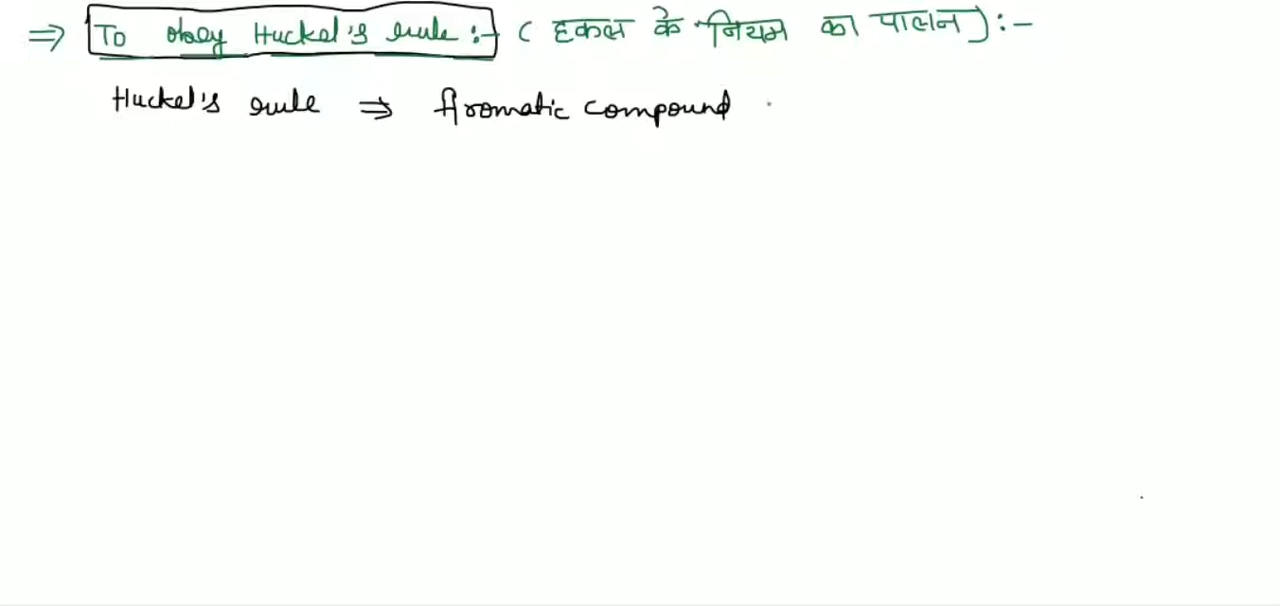 ⇒ To obey Huckel's rule :- ( हकल के नियम का पालन ) :-
Huckel's rule ⇒ Aromatic compound